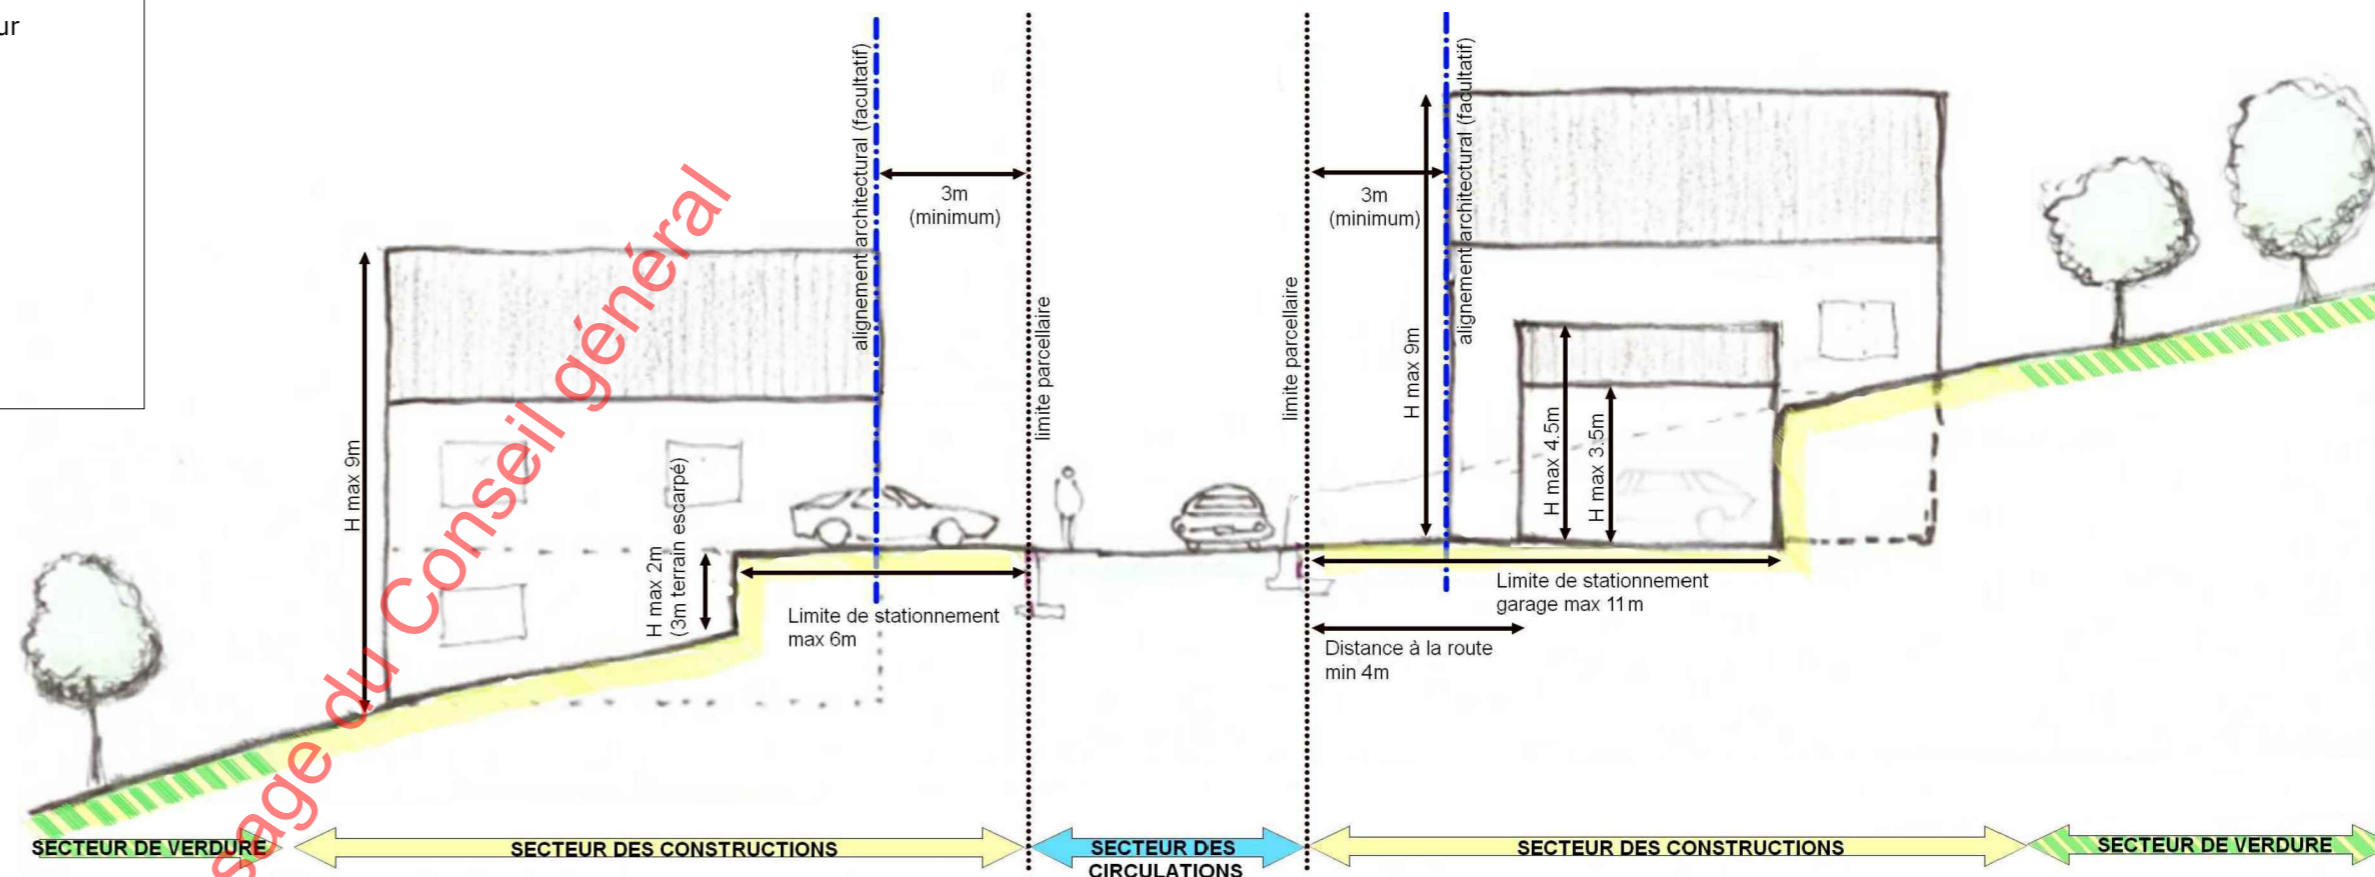 ur
alignement architectural (facultatif)
3m
(minimum)
limite parcellaire
limite parcellaire
3m
(minimum)
alignement architectural (facultatif)
H max 9m
H max 9m
H max 2m
(3m terrain escarpé)
Limite de stationnement
max 6m
H max 4.5m
H max 3.5m
Limite de stationnement
garage max 11m
Distance à la route
min 4m
sage du Conseil général
SECTEUR DE VERDURE
SECTEUR DES CONSTRUCTIONS
SECTEUR DES
CIRCULATIONS
SECTEUR DES CONSTRUCTIONS
SECTEUR DE VERDURE